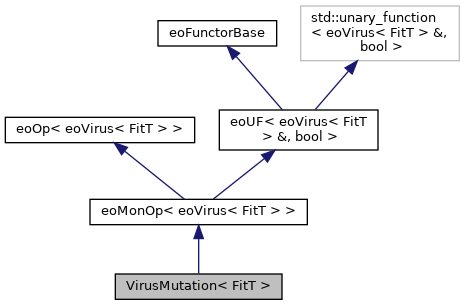 std::unary_function
< eoVirus< FitT > &,
bool >
eoFunctorBase
eoUF< eoVirus< FitT
> &, bool >
eoOp< eoVirus< FitT > >
eoMonOp< eoVirus< FitT > >
VirusMutation< FitT >